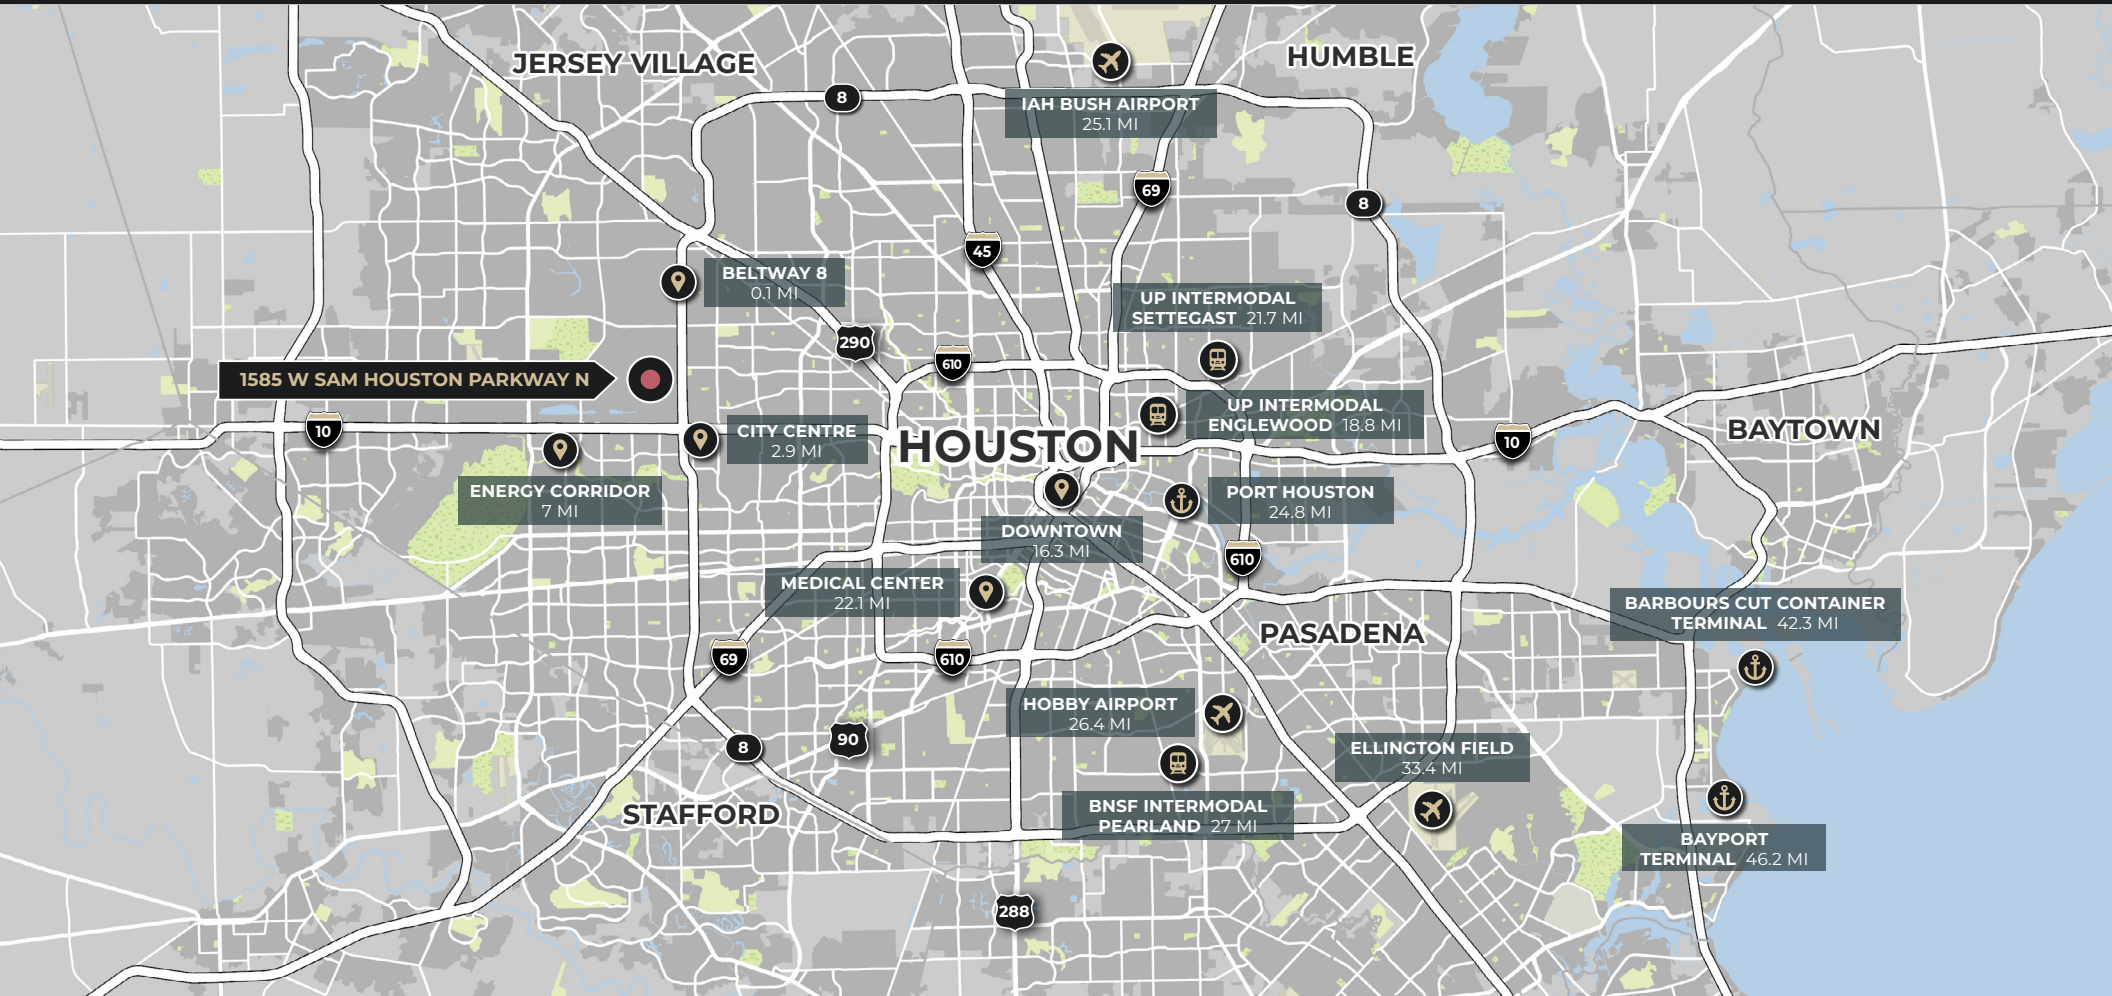 JERSEY VILLAGE
HUMBLE
8
IAH BUSH AIRPORT
25.1 MI
69
8
45
BELTWAY 8
0.1 MI
UP INTERMODAL
SETTEGAST 21.7 MI
290
610
1585 W SAM HOUSTON PARKWAY N
UP INTERMODAL
ENGLEWOOD 18.8 MI
10
CITY CENTRE
2.9 MI
HOUSTON
10
BAYTOWN
ENERGY CORRIDOR
7 MI
PORT HOUSTON
24.8 MI
DOWNTOWN
16.3 MI
610
MEDICAL CENTER
22.1 MI
BARBOURS CUT CONTAINER
TERMINAL 42.3 MI
PASADENA
69
610
HOBBY AIRPORT
26.4 MI
8
90
ELLINGTON FIELD
33.4 MI
STAFFORD
BNSF INTERMODAL
PEARLAND 27 MI
BAYPORT
TERMINAL 46.2 MI
288